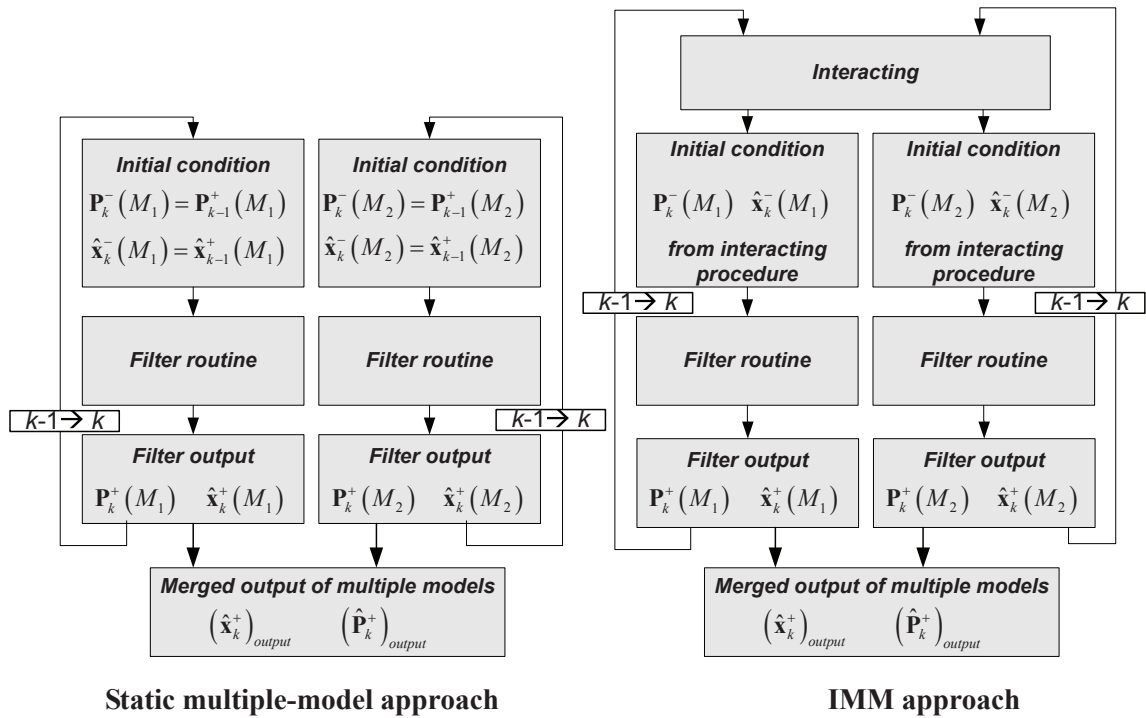 Interacting
Initial condition
P_k^-(M_1) = P_{k-1}^+(M_1)
x̂_k^-(M_1) = x̂_{k-1}^+(M_1)
Initial condition
P_k^-(M_2) = P_{k-1}^+(M_2)
x̂_k^-(M_2) = x̂_{k-1}^+(M_2)
Initial condition
P_k^-(M_1) x̂_k^-(M_1)
from interacting
procedure
Initial condition
P_k^-(M_2) x̂_k^-(M_2)
from interacting
procedure
k-1→ k
k-1→ k
Filter routine
Filter routine
Filter routine
Filter routine
k-1→ k
k-1→ k
Filter output
P_k^+(M_1) x̂_k^+(M_1)
Filter output
P_k^+(M_2) x̂_k^+(M_2)
Filter output
P_k^+(M_1) x̂_k^+(M_1)
Filter output
P_k^+(M_2) x̂_k^+(M_2)
Merged output of multiple models
(x̂_k^+)_{output} (P̂_k^+)_{output}
Merged output of multiple models
(x̂_k^+)_{output} (P̂_k^+)_{output}
Static multiple-model approach
IMM approach